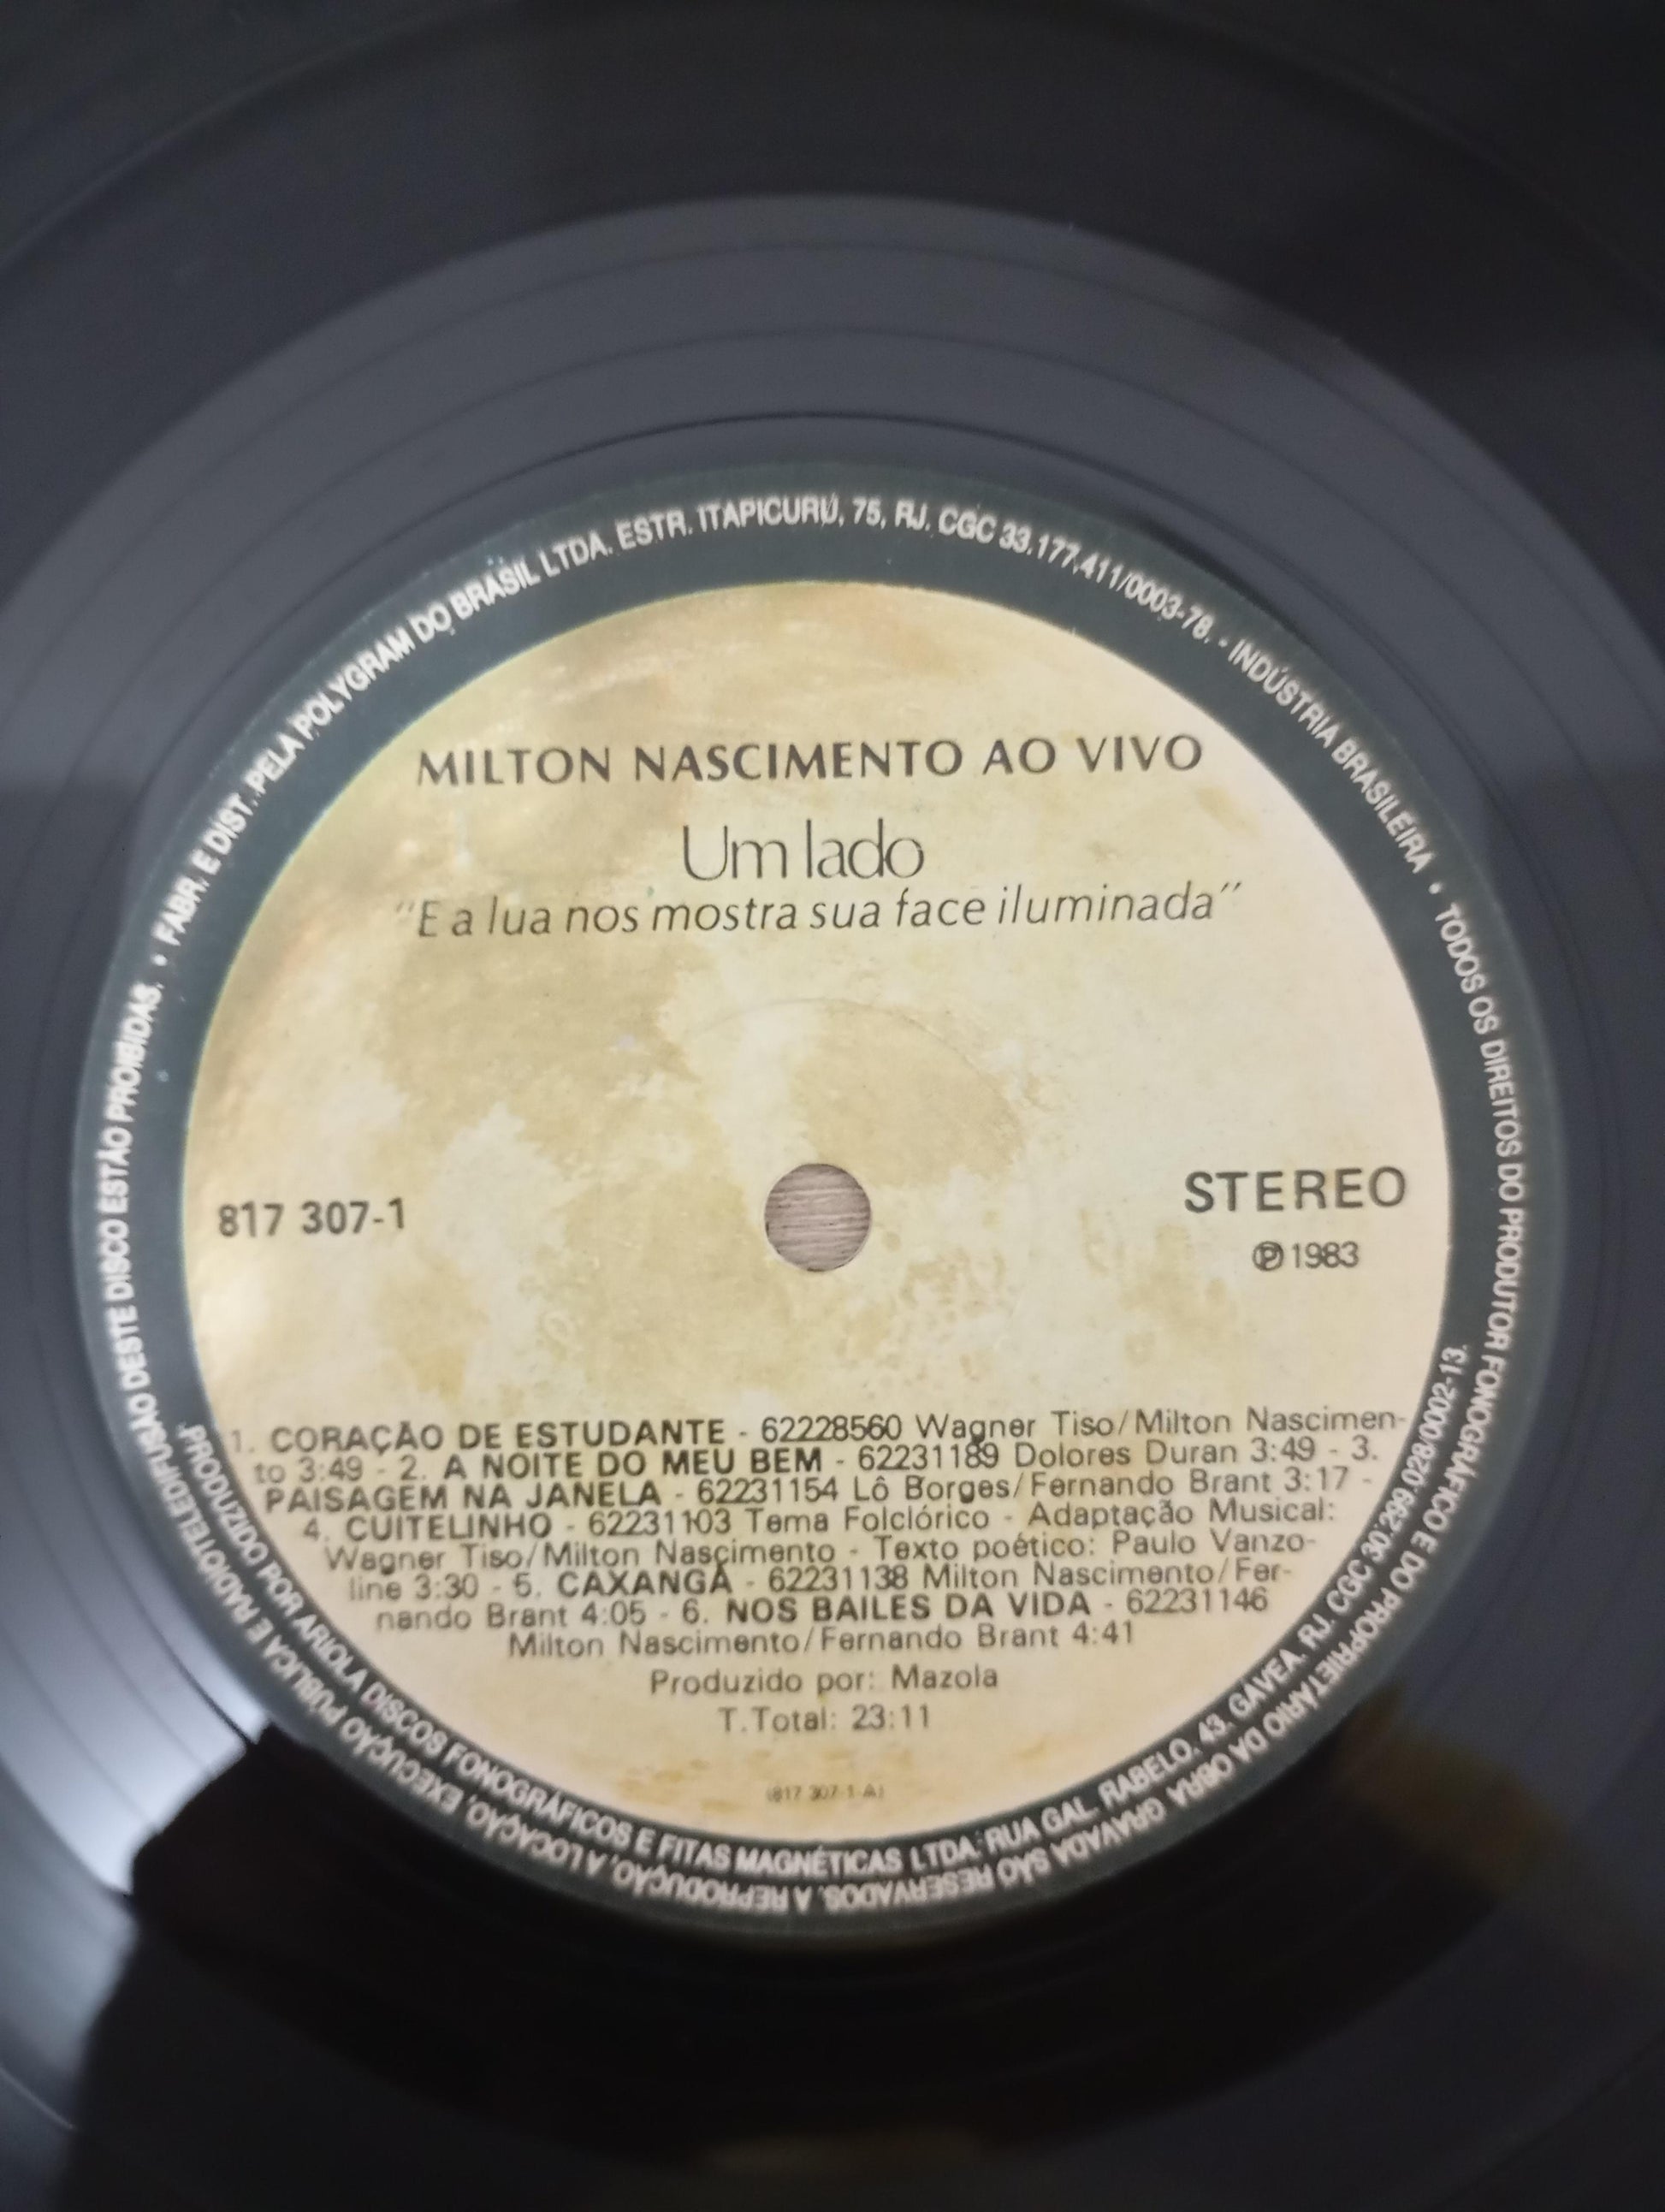 FABR. E DIST. PELA POLYGRAM DO BRASIL LTDA. ESTR. ITAPICURÚ, 75, RJ. CGC 33.177.411/0003-78. - INDÚSTRIA BRASILEIRA • TODOS OS DIREITOS DO PRODUTOR FONOGRÁFICO E DO PROPRIETÁRIO DA OBRA GRAVADA SÃO RESERVADOS. A REPRODUÇÃO, A LOCAÇÃO, EXECUÇÃO PÚBLICA E RADIOTELEDIFUSÃO DESTE DISCO ESTÃO PROIBIDAS. •
MILTON NASCIMENTO AO VIVO
Um lado
"E a lua nos mostra sua face iluminada"
817 307-1
STEREO
℗ 1983
1. CORAÇÃO DE ESTUDANTE - 62228560 Wagner Tiso/Milton Nascimen-
to 3:49 - 2. A NOITE DO MEU BEM - 62231189 Dolores Duran 3:49 - 3.
PAISAGEM NA JANELA - 62231154 Lô Borges/Fernando Brant 3:17 -
4. CUITELINHO - 62231103 Tema Folclórico - Adaptação Musical:
Wagner Tiso/Milton Nascimento - Texto poético: Paulo Vanzo-
line 3:30 - 5. CAXANGÁ - 62231138 Milton Nascimento/Fer-
nando Brant 4:05 - 6. NOS BAILES DA VIDA - 62231146
Milton Nascimento/Fernando Brant 4:41
Produzido por: Mazola
T.Total: 23:11
(817 307-1-A)
PRODUZIDO POR ARIOLA DISCOS FONOGRÁFICOS E FITAS MAGNÉTICAS LTDA. RUA GAL. RABELO, 43, GÁVEA. RJ. CGC 30.299.028/0002-13.